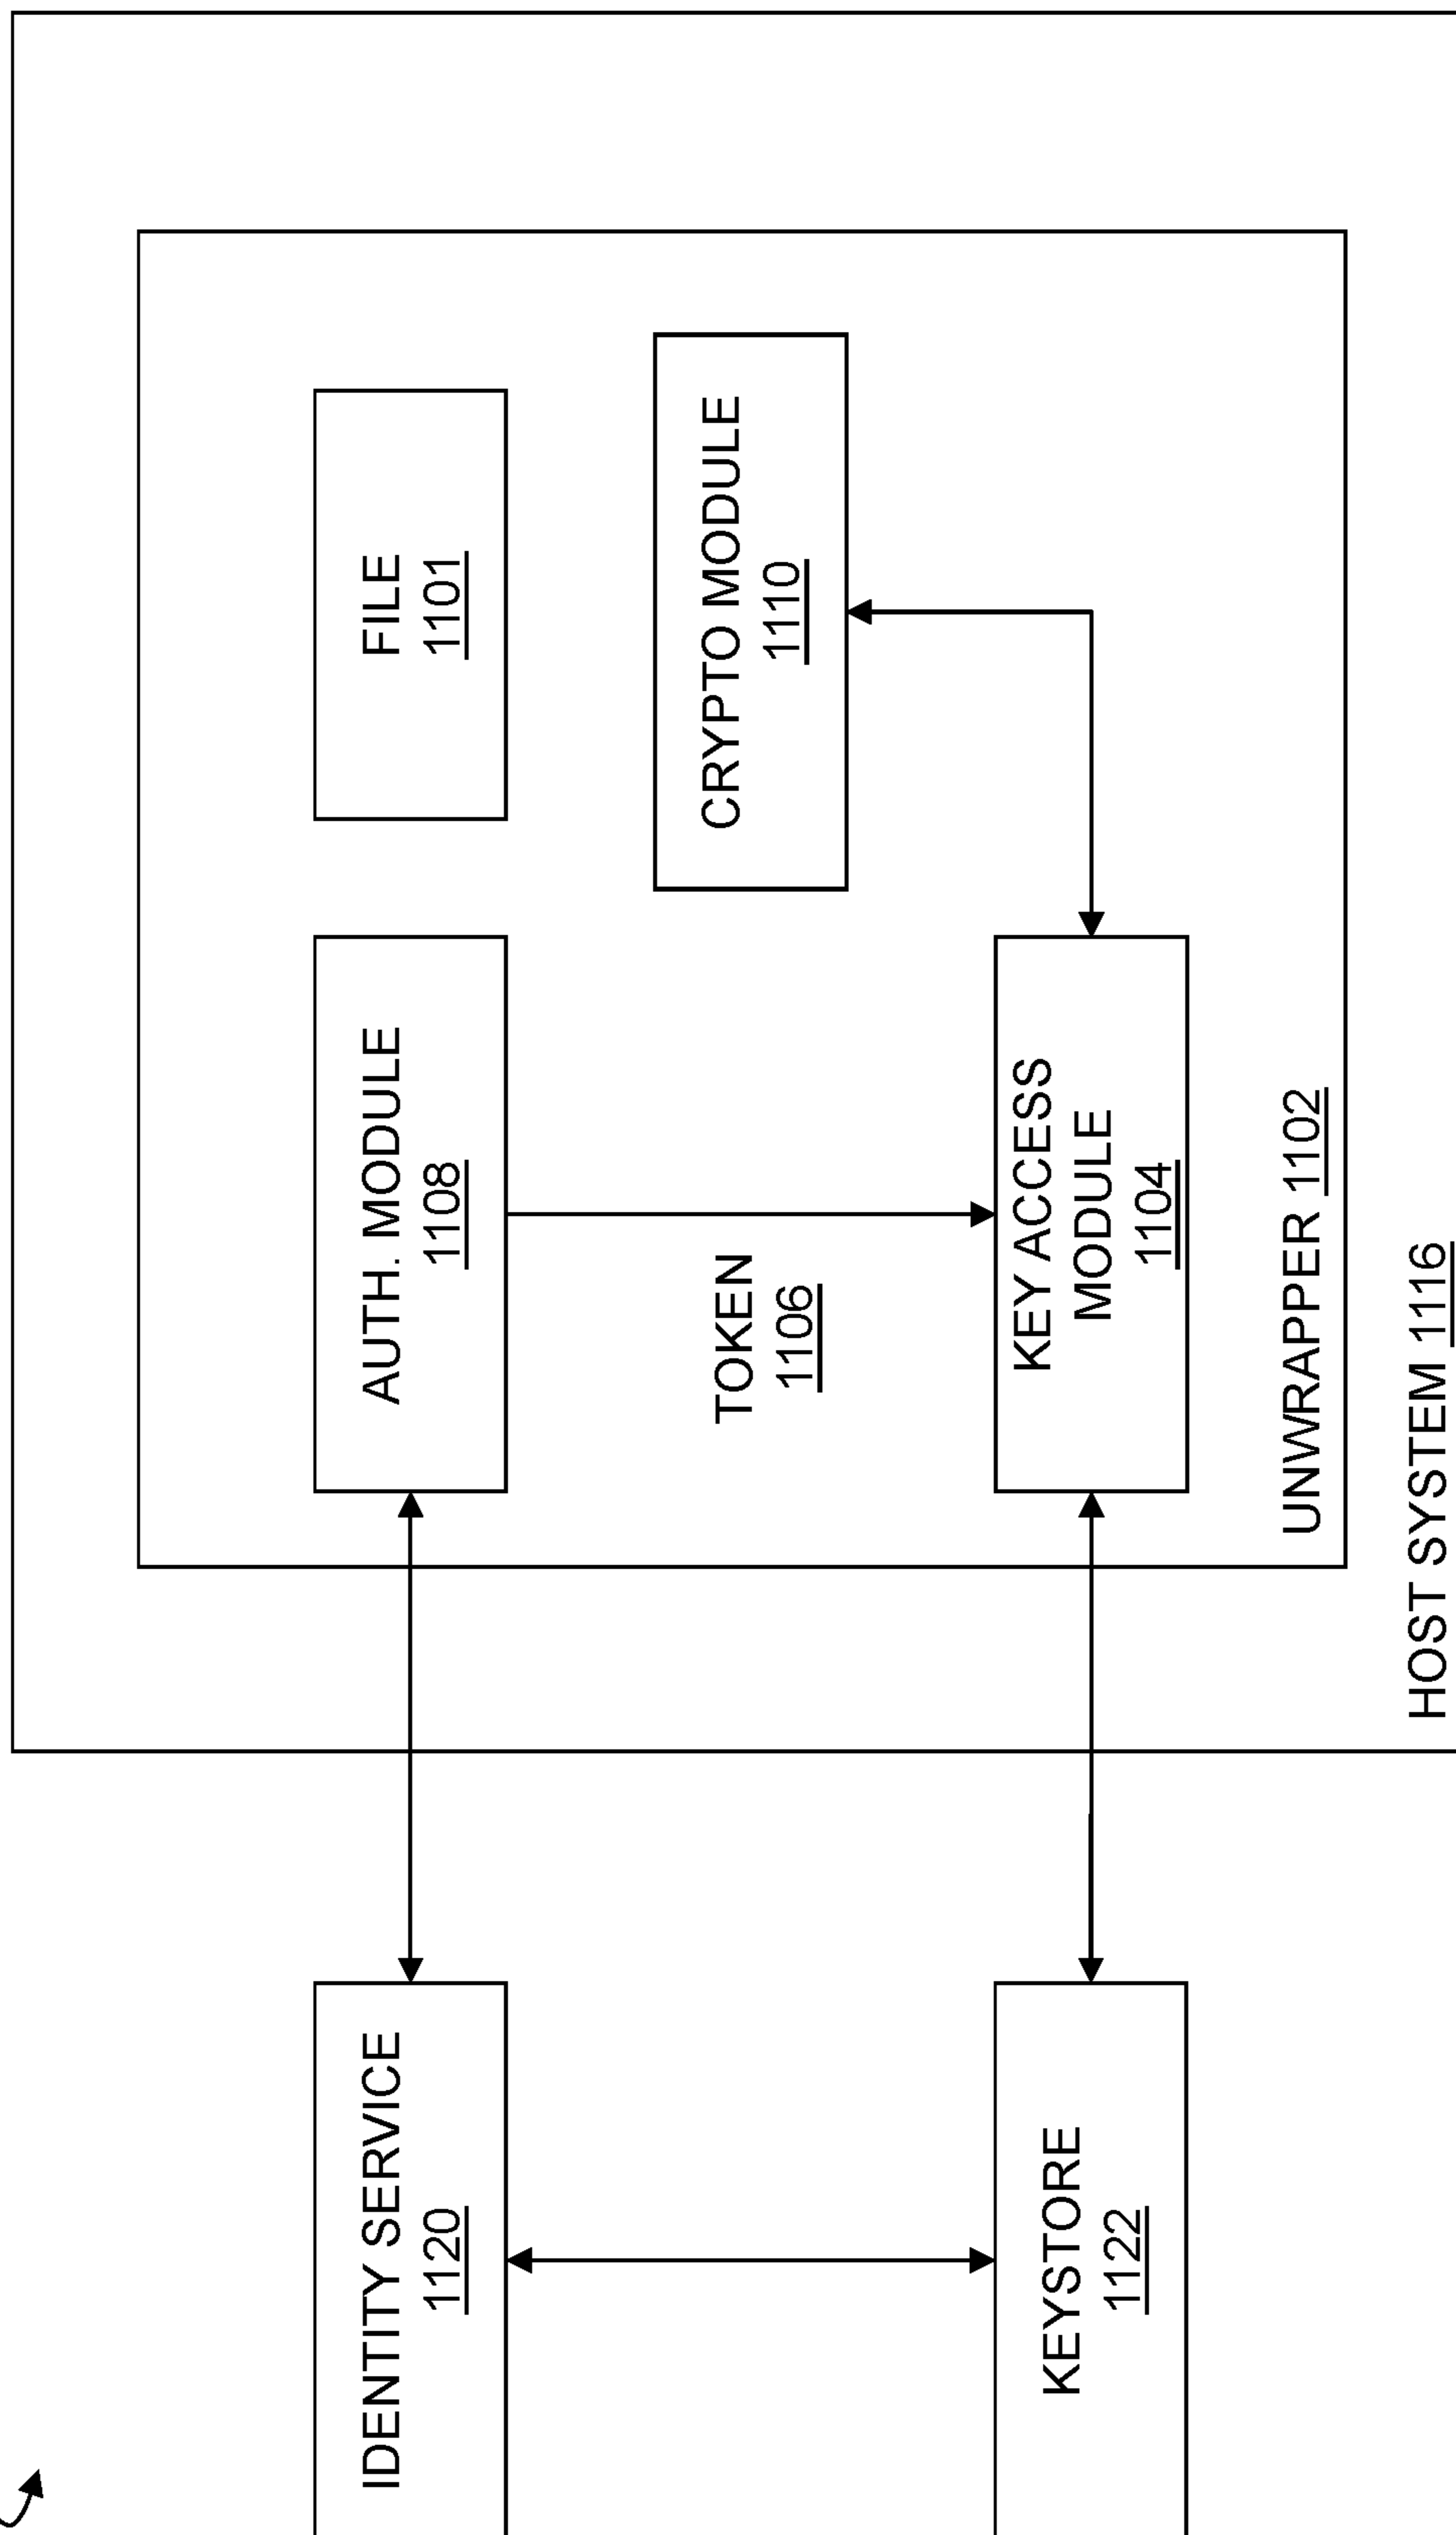 IDENTITY SERVICE
1120
AUTH. MODULE
1108
FILE
1101
TOKEN
1106
CRYPTO MODULE
1110
KEYSTORE
1122
KEY ACCESS
MODULE
1104
UNWRAPPER 1102
HOST SYSTEM 1116